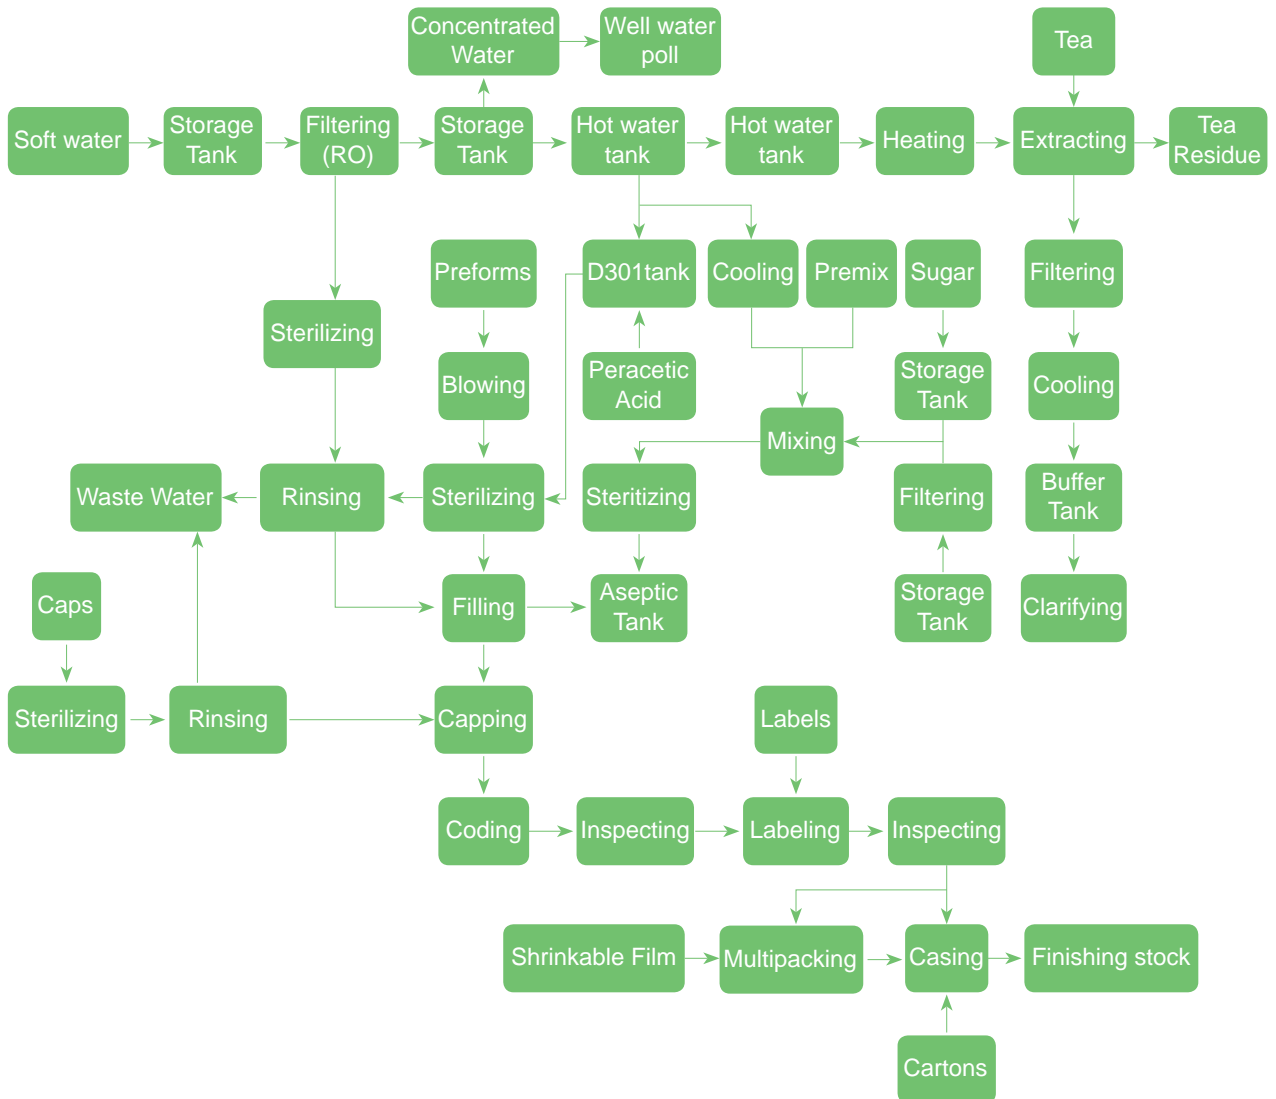 Concentrated
Water
Well water
poll
Tea
Soft water
Storage
Tank
Filtering
(RO)
Storage
Tank
Hot water
tank
Hot water
tank
Heating
Extracting
Tea
Residue
Preforms
D301tank
Cooling
Premix
Sugar
Filtering
Sterilizing
Blowing
Peracetic
Acid
Storage
Tank
Cooling
Mixing
Waste Water
Rinsing
Sterilizing
Steritizing
Filtering
Buffer
Tank
Caps
Filling
Aseptic
Tank
Storage
Tank
Clarifying
Sterilizing
Rinsing
Capping
Labels
Coding
Inspecting
Labeling
Inspecting
Shrinkable Film
Multipacking
Casing
Finishing stock
Cartons